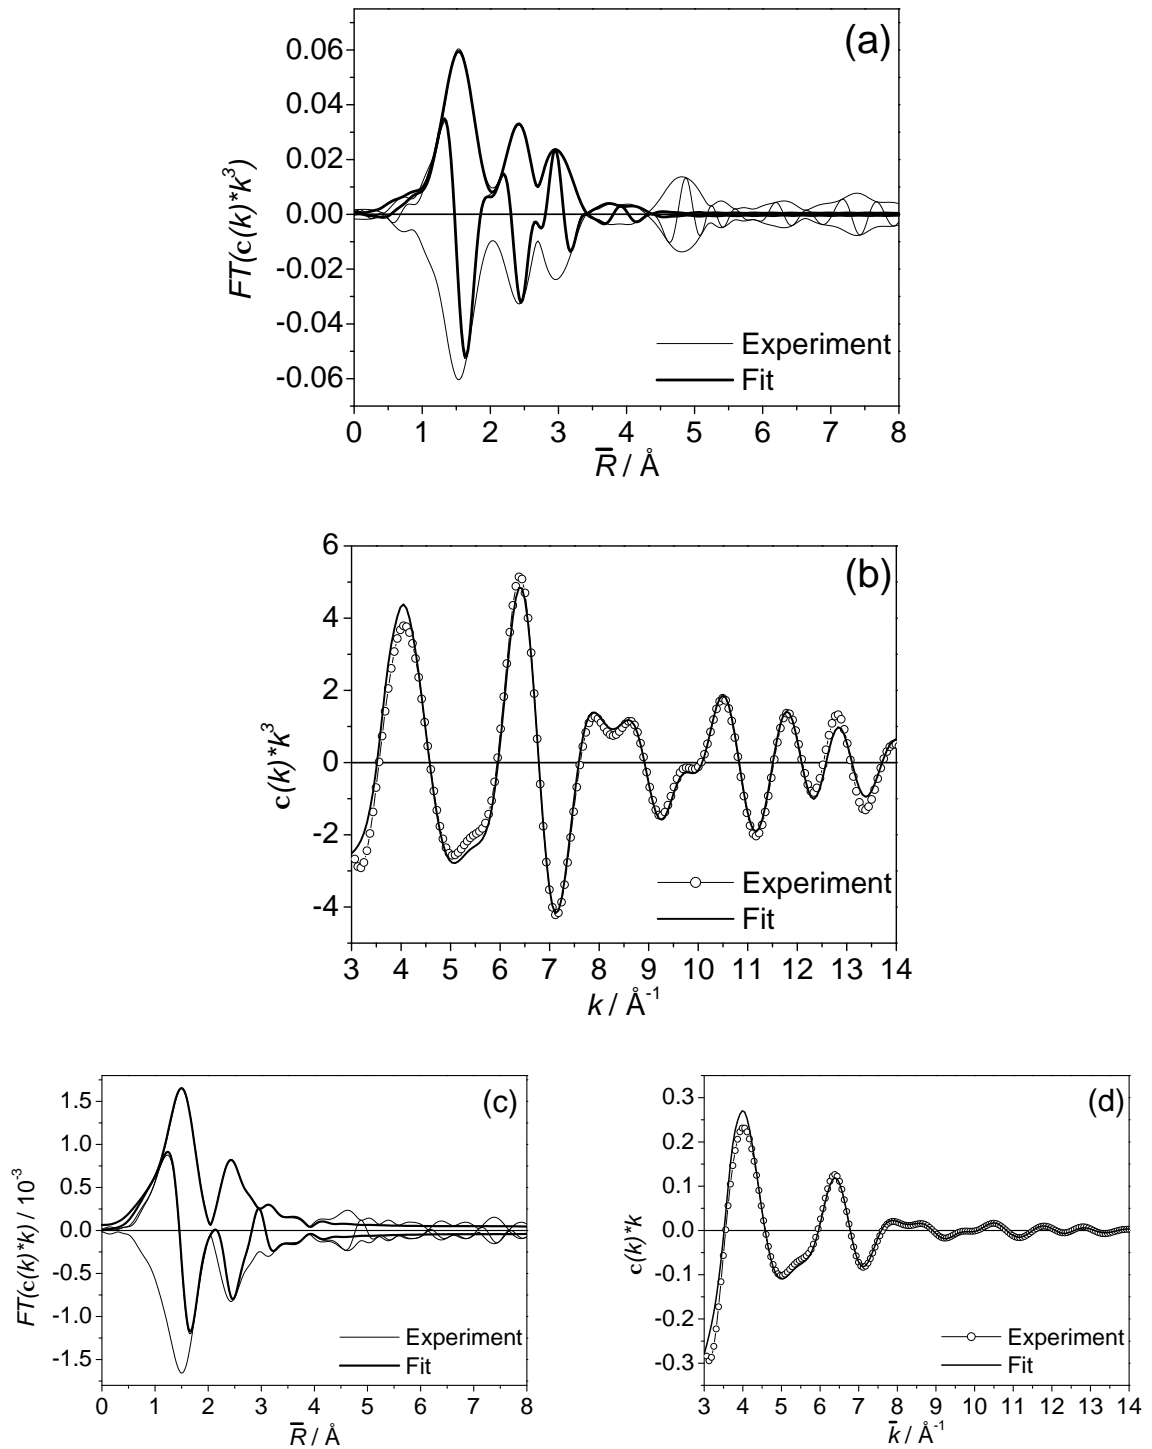 (a)
0.06
0.04
0.02
0.00
-0.02
-0.04
-0.06
FT(c(k)*k³)
Experiment
Fit
0 1 2 3 4 5 6 7 8
R̅ / Å
(b)
6
4
2
0
-2
-4
c(k)*k³
Experiment
Fit
3 4 5 6 7 8 9 10 11 12 13 14
k / Å⁻¹
(c)
1.5
1.0
0.5
0.0
-0.5
-1.0
-1.5
FT(c(k)*k) / 10⁻³
Experiment
Fit
0 1 2 3 4 5 6 7 8
R̅ / Å
(d)
0.3
0.2
0.1
0.0
-0.1
-0.2
-0.3
c(k)*k
Experiment
Fit
3 4 5 6 7 8 9 10 11 12 13 14
k̅ / Å⁻¹